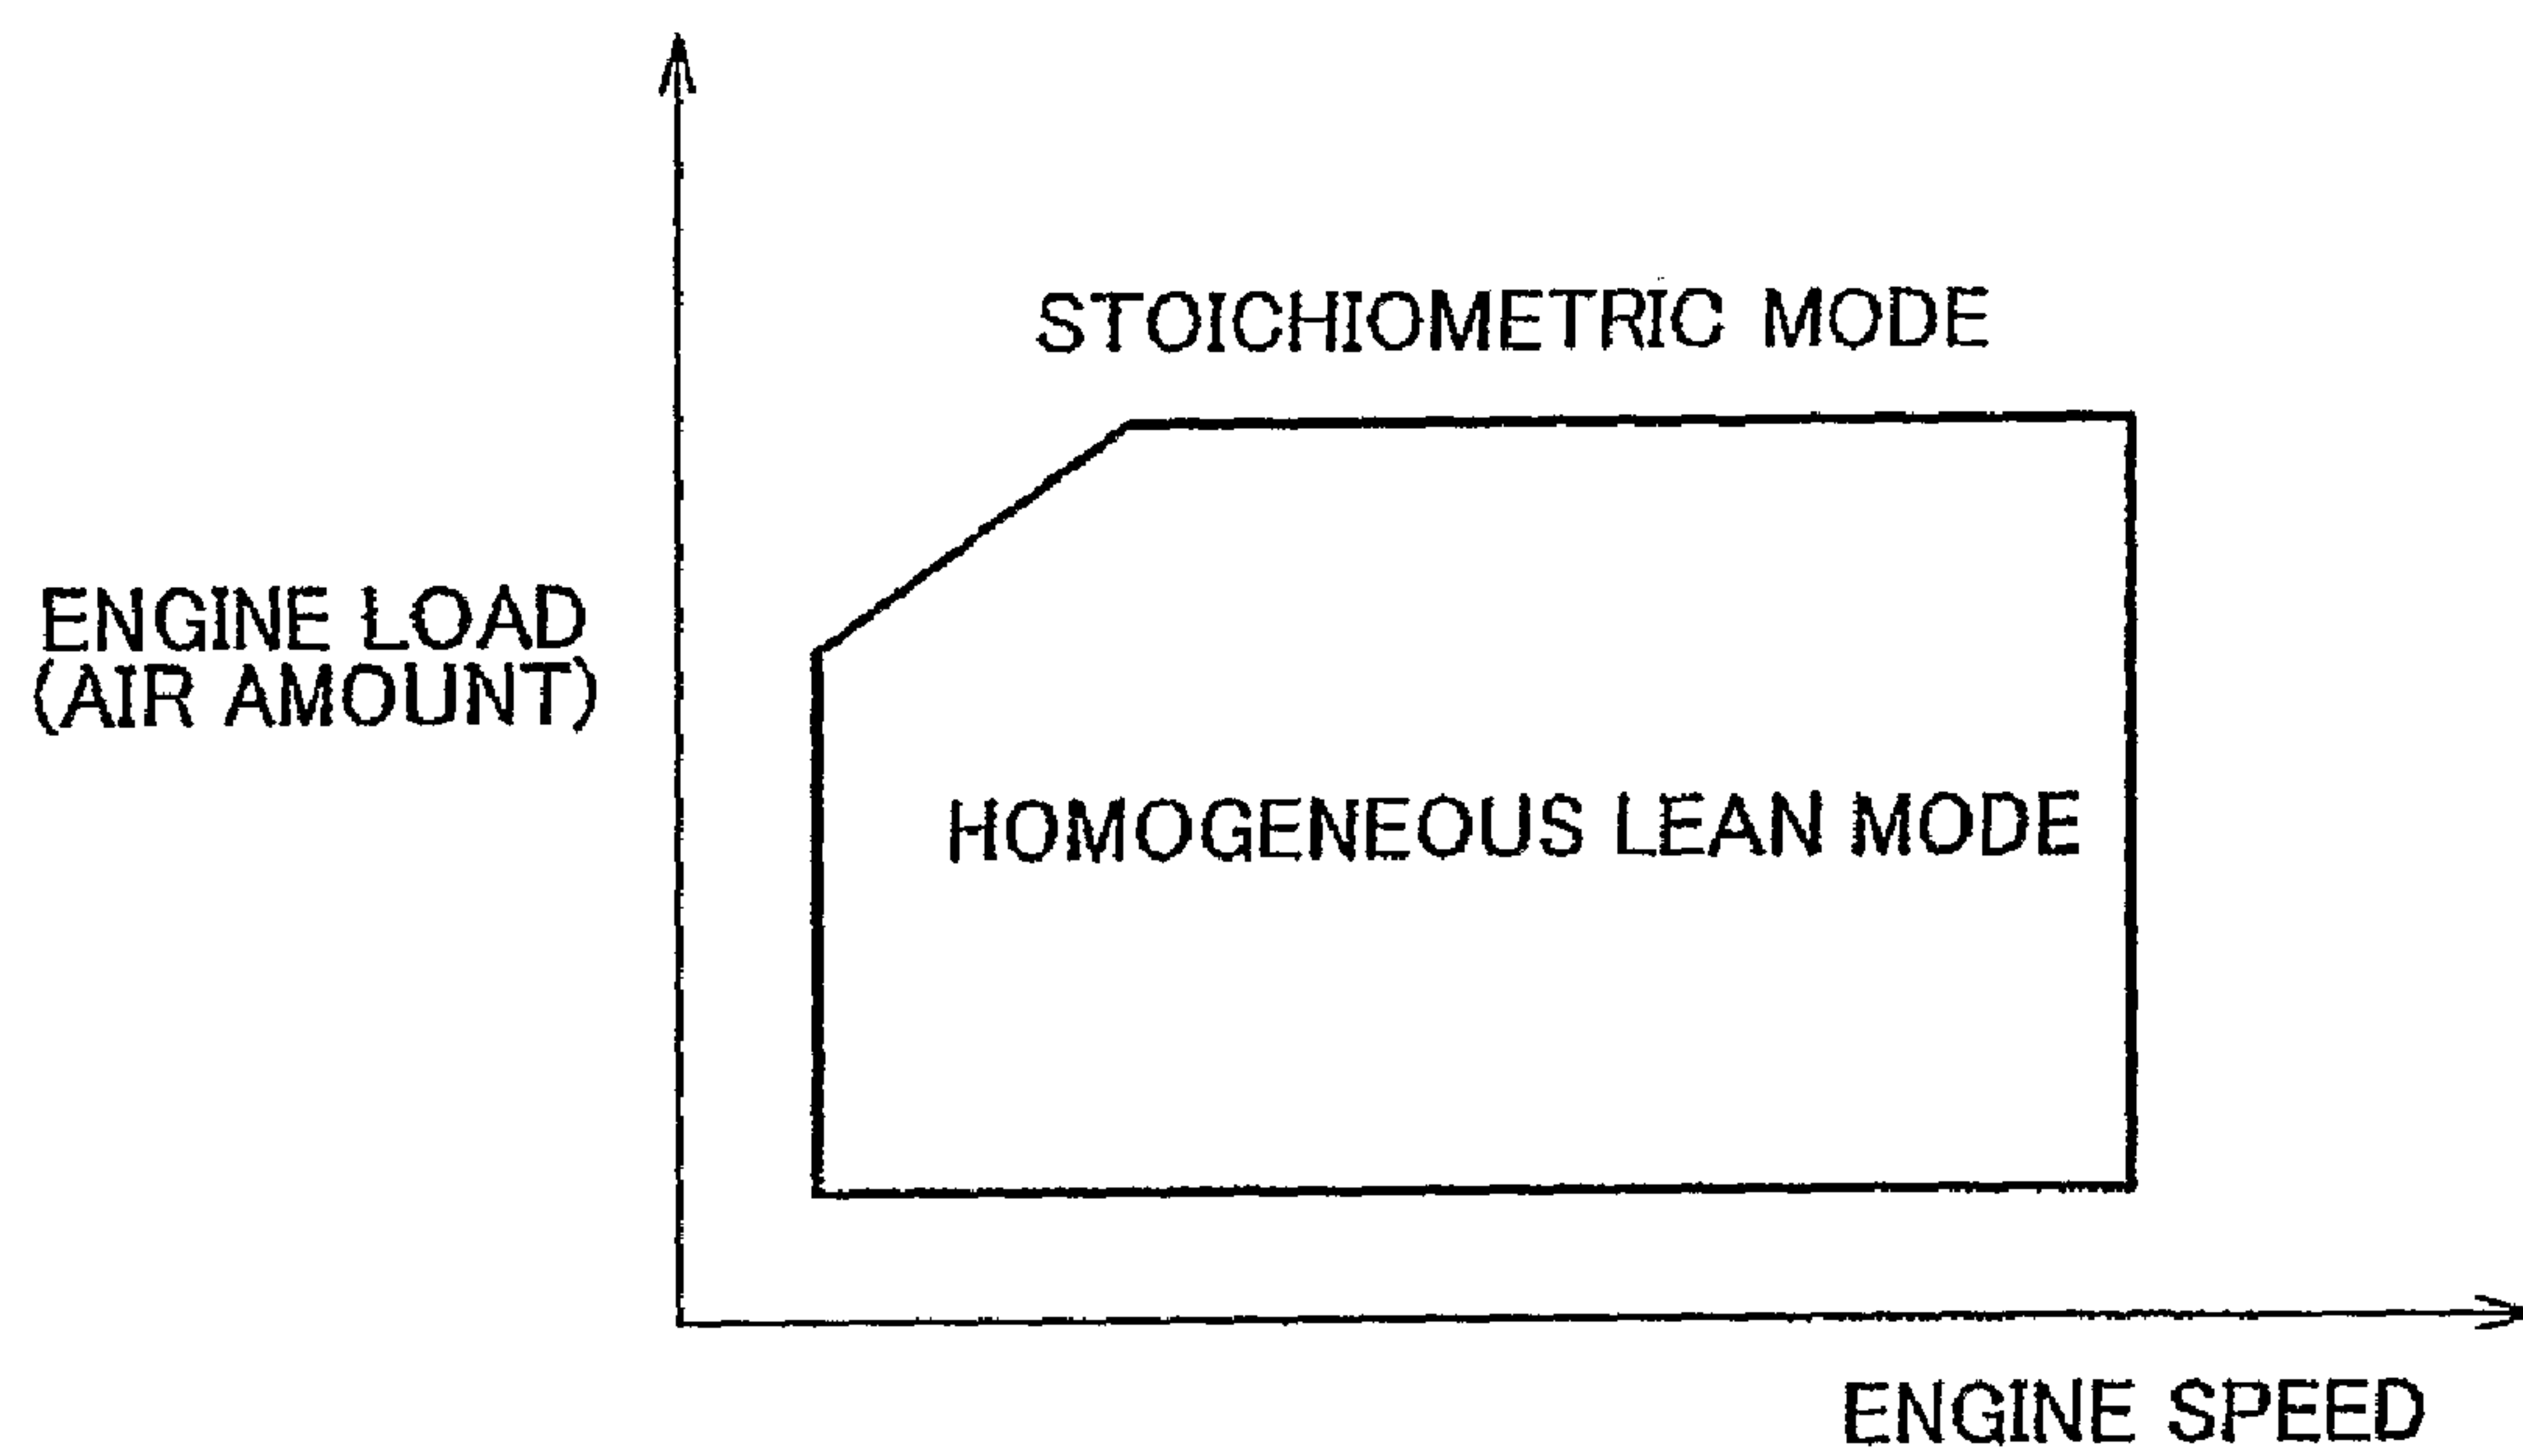 STOICHIOMETRIC MODE
ENGINE LOAD
(AIR AMOUNT)
HOMOGENEOUS LEAN MODE
ENGINE SPEED